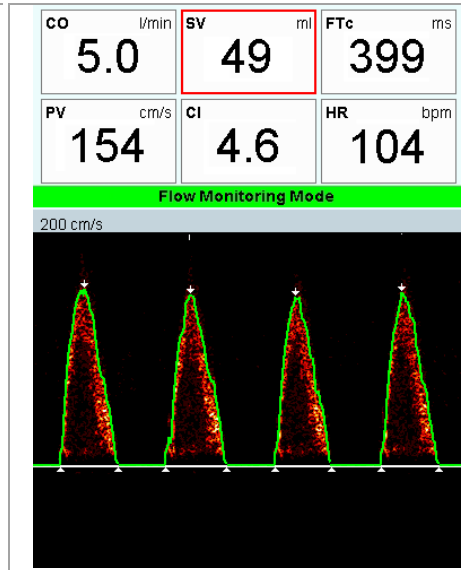 CO l/min SV ml FTc ms
5.0 49 399
PV cm/s CI HR bpm
154 4.6 104
Flow Monitoring Mode
200 cm/s